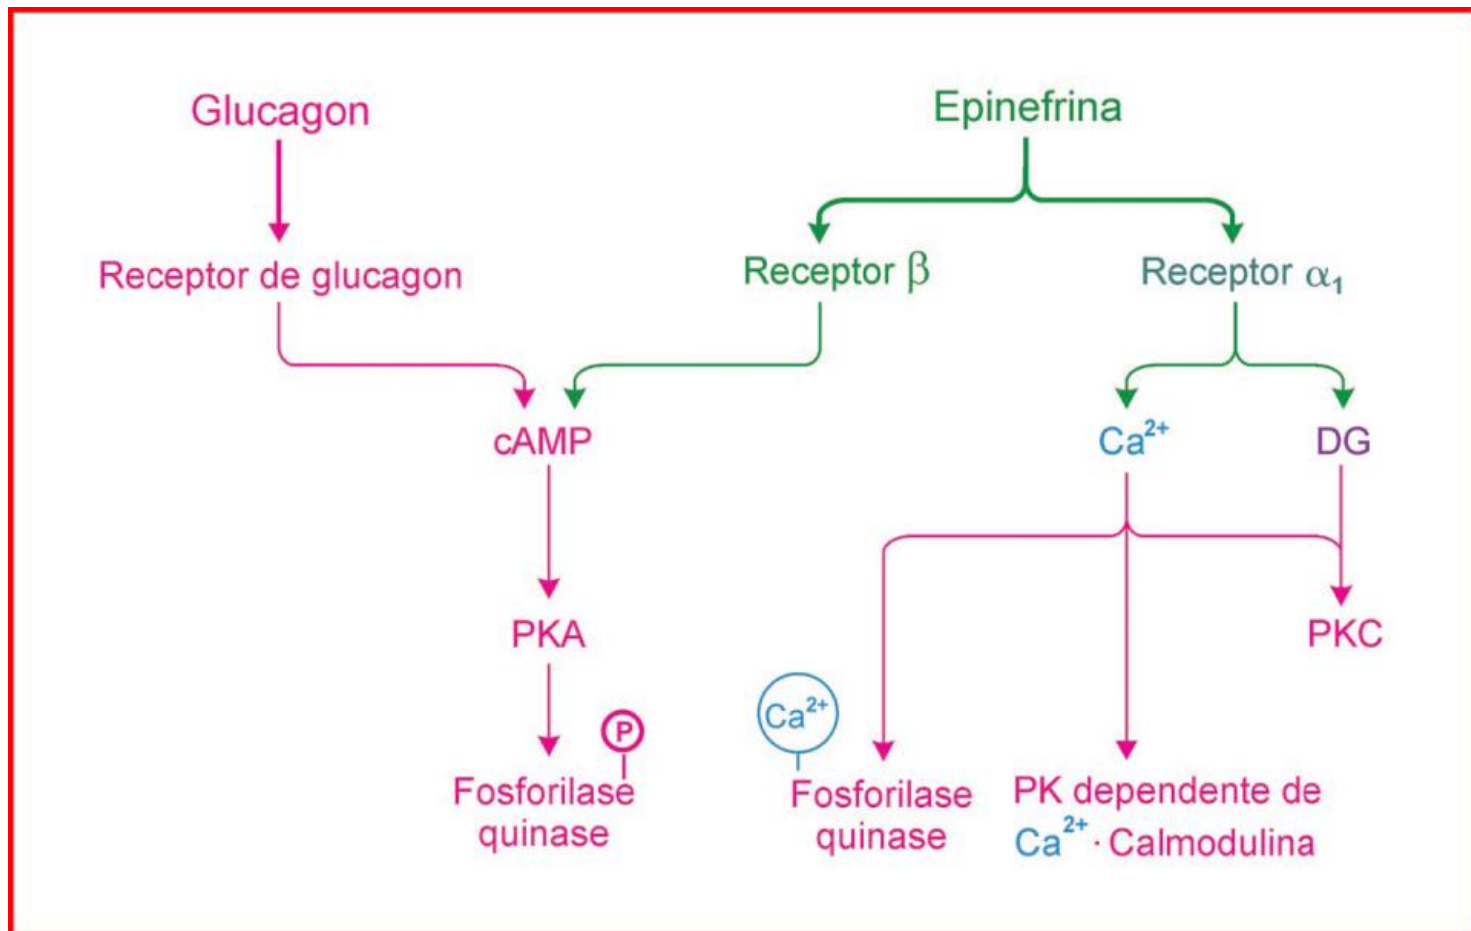 Glucagon
Epinefrina
Receptor de glucagon
Receptor β
Receptor α₁
cAMP
Ca²⁺
DG
PKA
PKC
P
Ca²⁺
Fosforilase
quinase
Fosforilase
quinase
PK dependente de
Ca²⁺ · Calmodulina